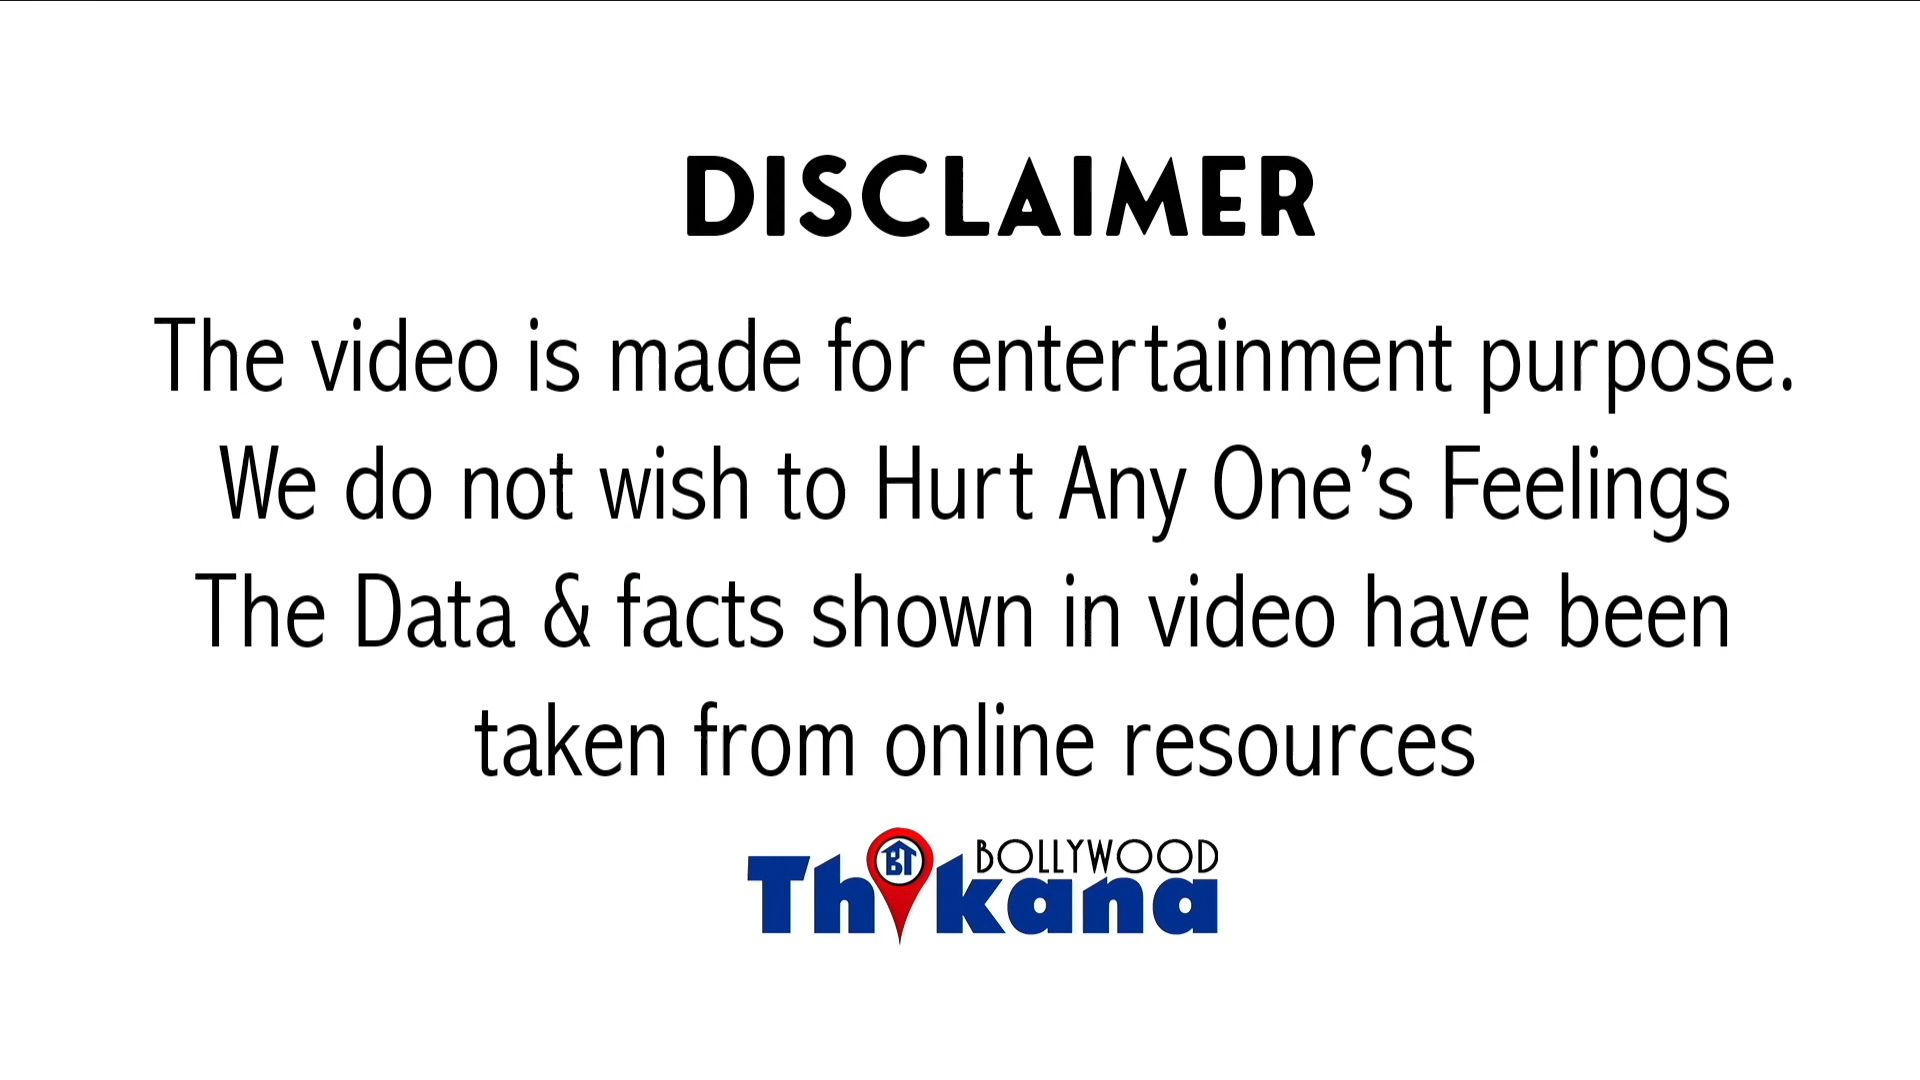 DISCLAIMER
The video is made for entertainment purpose.
We do not wish to Hurt Any One’s Feelings
The Data & facts shown in video have been
taken from online resources
BT
BOLLYWOOD
Thikana